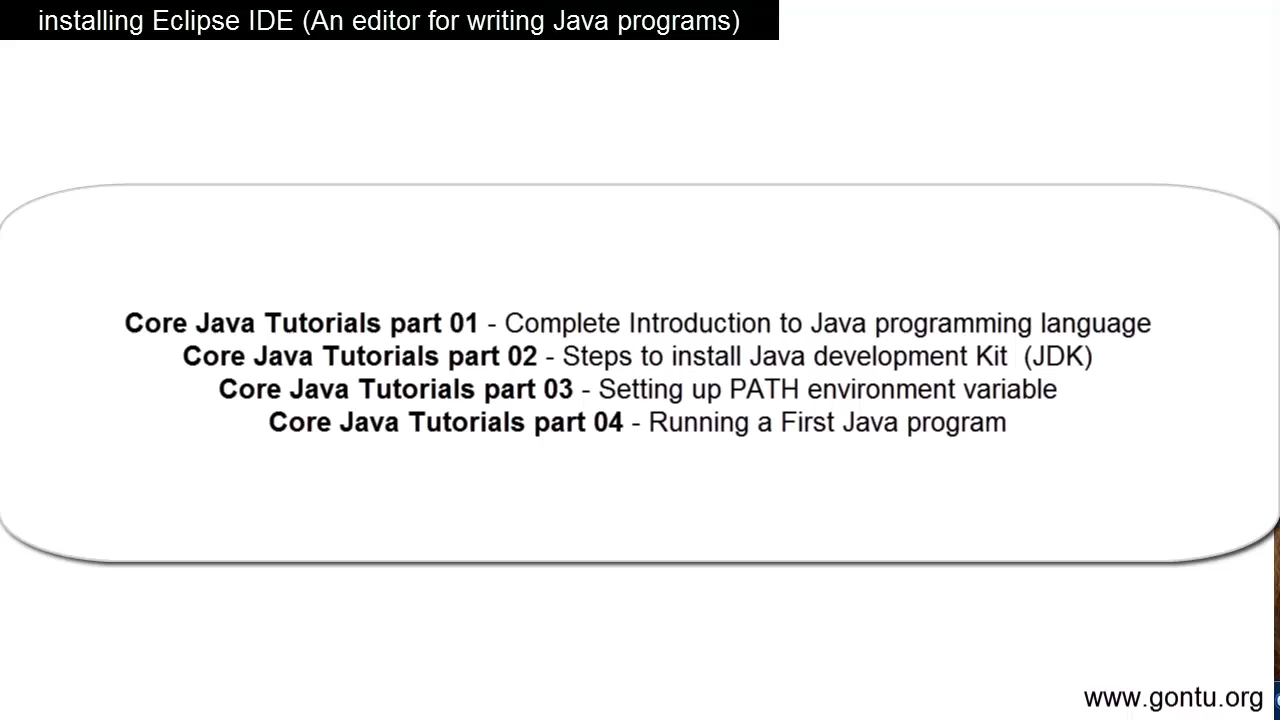 installing Eclipse IDE (An editor for writing Java programs)
Core Java Tutorials part 01 - Complete Introduction to Java programming language
Core Java Tutorials part 02 - Steps to install Java development Kit (JDK)
Core Java Tutorials part 03 - Setting up PATH environment variable
Core Java Tutorials part 04 - Running a First Java program
www.gontu.org